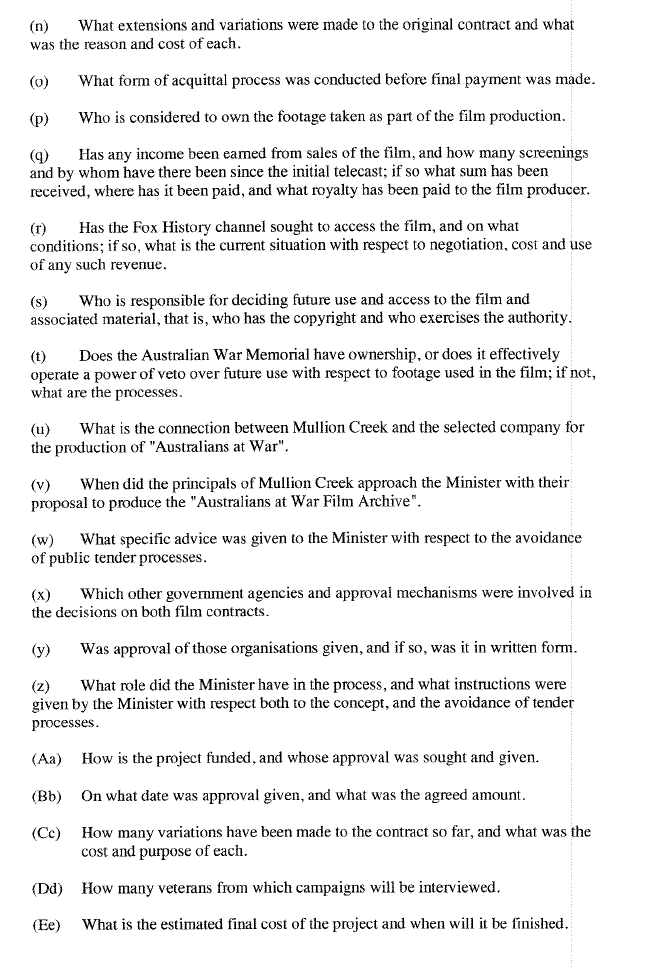 (n) What extensions and variations were made to the original contract and what
was the reason and cost of each.
(o) What form of acquittal process was conducted before final payment was made.
(p) Who is considered to own the footage taken as part of the film production.
(q) Has any income been earned from sales of the film, and how many screenings
and by whom have there been since the initial telecast; if so what sum has been
received, where has it been paid, and what royalty has been paid to the film producer.
(r) Has the Fox History channel sought to access the film, and on what
conditions; if so, what is the current situation with respect to negotiation, cost and use
of any such revenue.
(s) Who is responsible for deciding future use and access to the film and
associated material, that is, who has the copyright and who exercises the authority.
(t) Does the Australian War Memorial have ownership, or does it effectively
operate a power of veto over future use with respect to footage used in the film; if not,
what are the processes.
(u) What is the connection between Mullion Creek and the selected company for
the production of "Australians at War".
(v) When did the principals of Mullion Creek approach the Minister with their
proposal to produce the "Australians at War Film Archive".
(w) What specific advice was given to the Minister with respect to the avoidance
of public tender processes.
(x) Which other government agencies and approval mechanisms were involved in
the decisions on both film contracts.
(y) Was approval of those organisations given, and if so, was it in written form.
(z) What role did the Minister have in the process, and what instructions were
given by the Minister with respect both to the concept, and the avoidance of tender
processes.
(Aa) How is the project funded, and whose approval was sought and given.
(Bb) On what date was approval given, and what was the agreed amount.
(Cc) How many variations have been made to the contract so far, and what was the
cost and purpose of each.
(Dd) How many veterans from which campaigns will be interviewed.
(Ee) What is the estimated final cost of the project and when will it be finished.